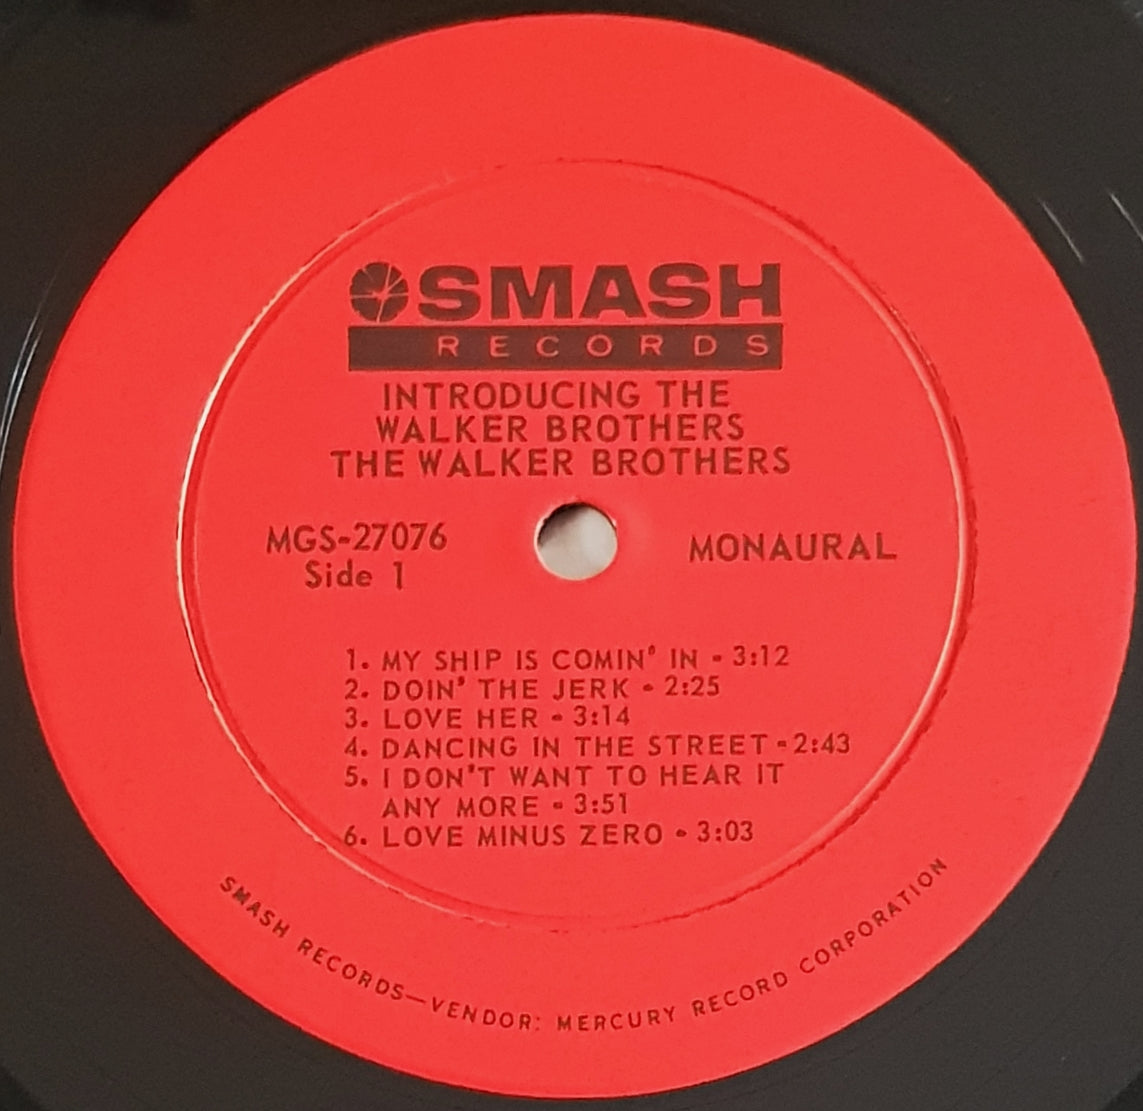 SMASH
RECORDS
INTRODUCING THE
WALKER BROTHERS
THE WALKER BROTHERS
MGS-27076
Side 1
MONAURAL
1. MY SHIP IS COMIN' IN - 3:12
2. DOIN' THE JERK - 2:25
3. LOVE HER - 3:14
4. DANCING IN THE STREET - 2:43
5. I DON'T WANT TO HEAR IT
ANY MORE - 3:51
6. LOVE MINUS ZERO - 3:03
SMASH RECORDS—VENDOR: MERCURY RECORD CORPORATION